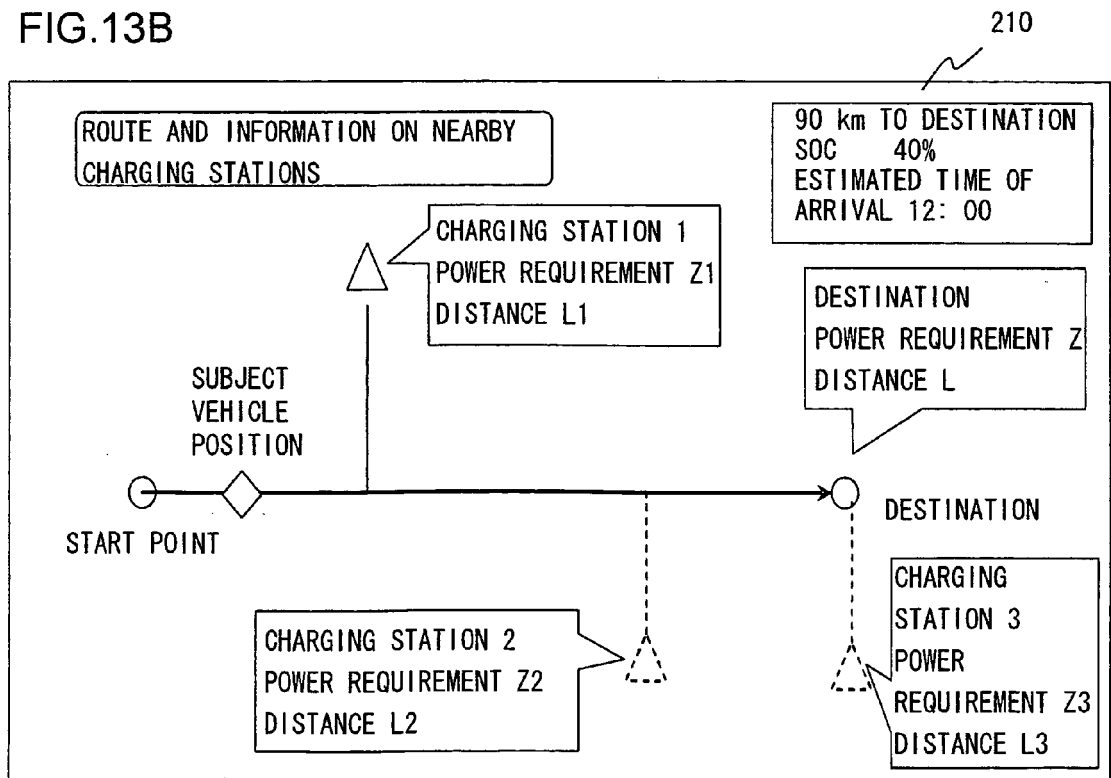 FIG.13B
210
ROUTE AND INFORMATION ON NEARBY
CHARGING STATIONS
90 km TO DESTINATION
SOC 40%
ESTIMATED TIME OF
ARRIVAL 12: 00
CHARGING STATION 1
POWER REQUIREMENT Z1
DISTANCE L1
DESTINATION
POWER REQUIREMENT Z
DISTANCE L
SUBJECT
VEHICLE
POSITION
START POINT
DESTINATION
CHARGING STATION 2
POWER REQUIREMENT Z2
DISTANCE L2
CHARGING
STATION 3
POWER
REQUIREMENT Z3
DISTANCE L3